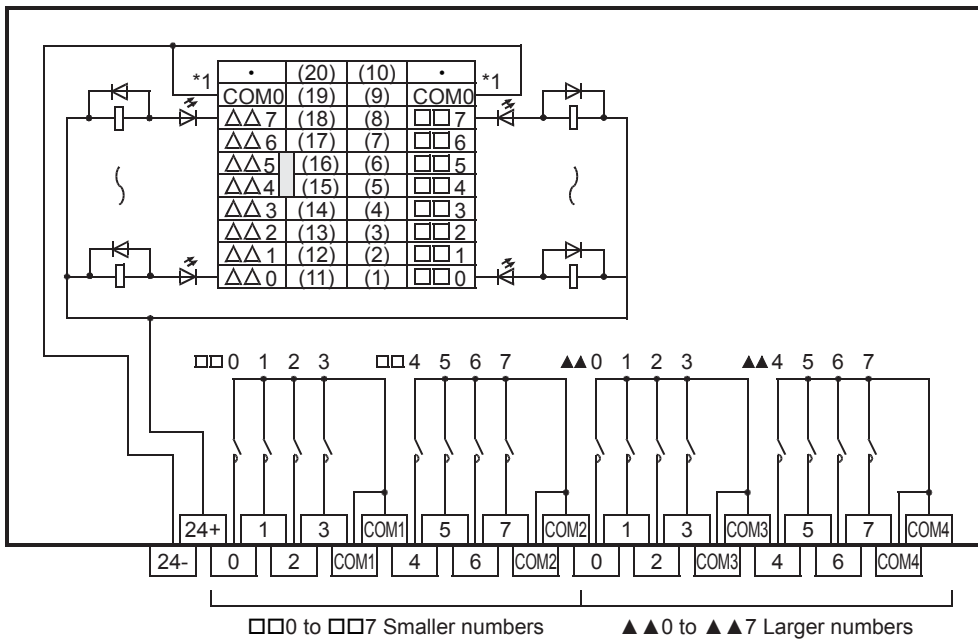 *1 • (20) (10) • *1
COM0 (19) (9) COM0
△△7 (18) (8) □□7
△△6 (17) (7) □□6
△△5 (16) (6) □□5
△△4 (15) (5) □□4
△△3 (14) (4) □□3
△△2 (13) (3) □□2
△△1 (12) (2) □□1
△△0 (11) (1) □□0
□□0 1 2 3 □□4 5 6 7 ▲▲0 1 2 3 ▲▲4 5 6 7
24+ 1 3 COM1 5 7 COM2 1 3 COM3 5 7 COM4
24- 0 2 COM1 4 6 COM2 0 2 COM3 4 6 COM4
□□0 to □□7 Smaller numbers ▲▲0 to ▲▲7 Larger numbers